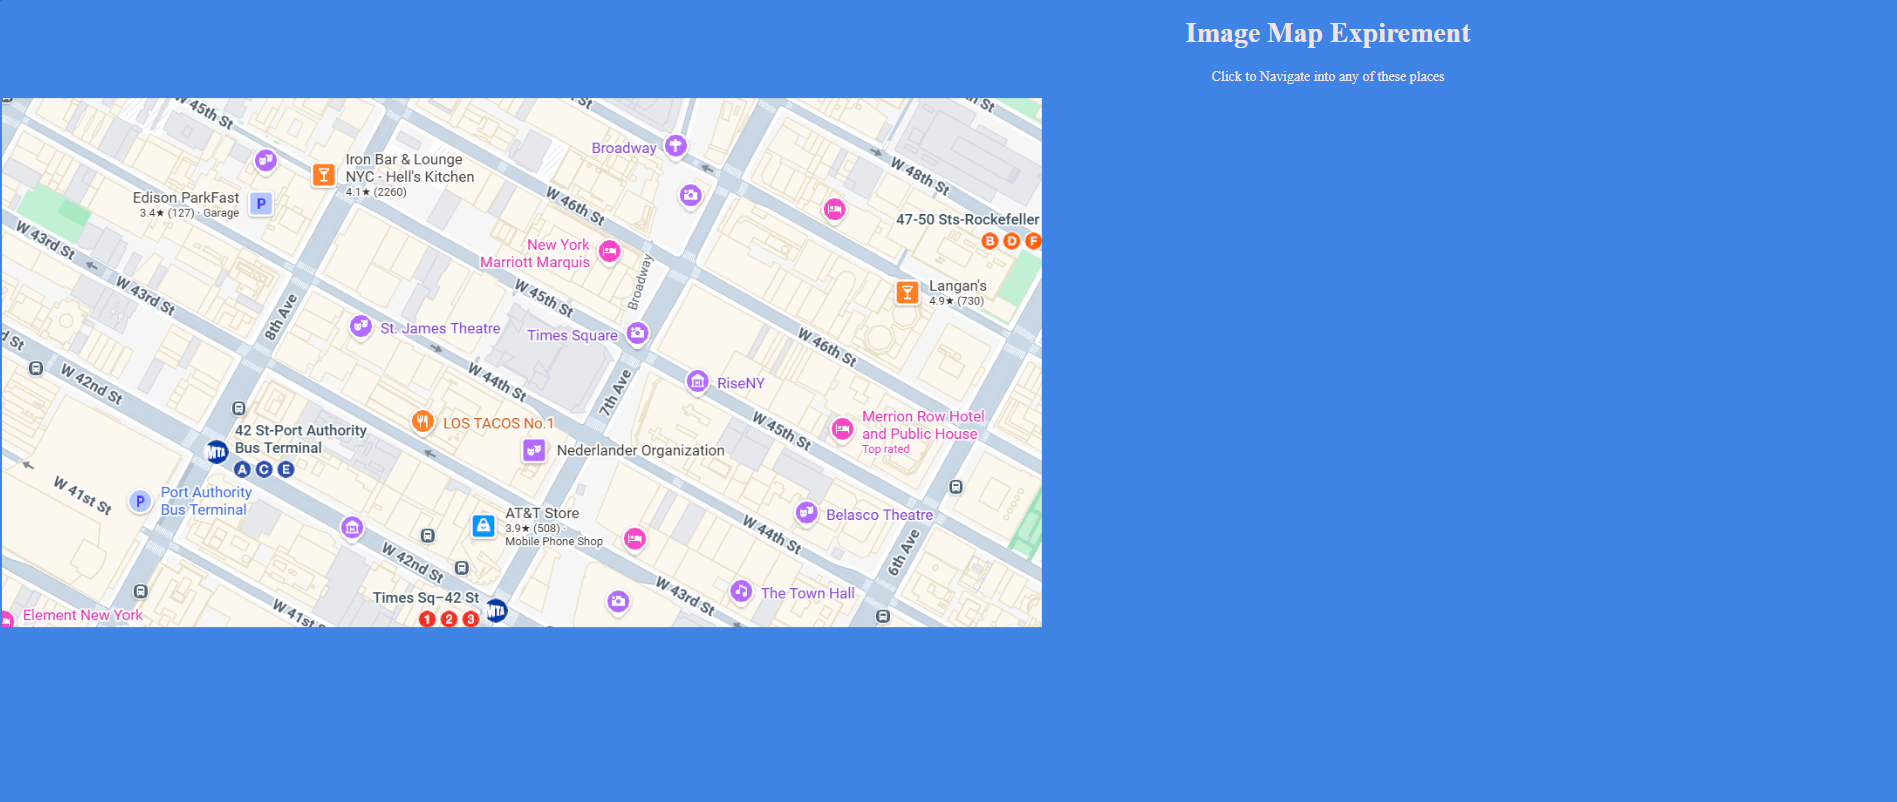 Image Map Expirement
Click to Navigate into any of these places
W 45th St
St
St
Broadway
Iron Bar & Lounge
NYC - Hell's Kitchen
4.1★ (2260)
W 48th St
Edison ParkFast
3.4★ (127) · Garage
P
W 46th St
47-50 Sts-Rockefeller
B D F
W 43rd St
New York
Marriott Marquis
Broadway
W 43rd St
W 45th St
Langan's
4.9★ (730)
8th Ave
St. James Theatre
Times Square
d St
W 46th St
W 42nd St
W 44th St
7th Ave
RiseNY
LOS TACOS No.1
W 45th St
Merrion Row Hotel
and Public House
Top rated
42 St-Port Authority
Bus Terminal
MTA
A C E
Nederlander Organization
W 41st St
P
Port Authority
Bus Terminal
AT&T Store
3.9★ (508) ·
Mobile Phone Shop
Belasco Theatre
W 44th St
6th Ave
W 42nd St
W 43rd St
The Town Hall
Times Sq–42 St
MTA
1 2 3
W 41st S
Element New York